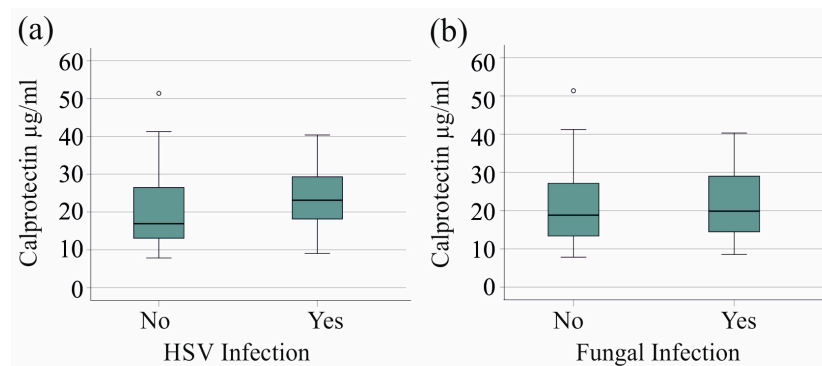 (a)
Calprotectin µg/ml
60
50
40
30
20
10
0
No Yes
HSV Infection
(b)
Calprotectin µg/ml
60
50
40
30
20
10
0
No Yes
Fungal Infection